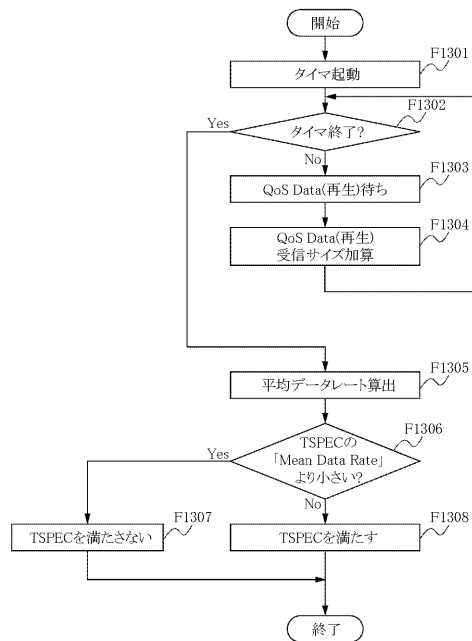 開始
F1301
タイマ起動
F1302
タイマ終了?
Yes
No
F1303
QoS Data(再生)待ち
F1304
QoS Data(再生)
受信サイズ加算
F1305
平均データレート算出
F1306
TSPECの
「Mean Data Rate」
より小さい?
Yes
No
F1307
TSPECを満たさない
F1308
TSPECを満たす
終了